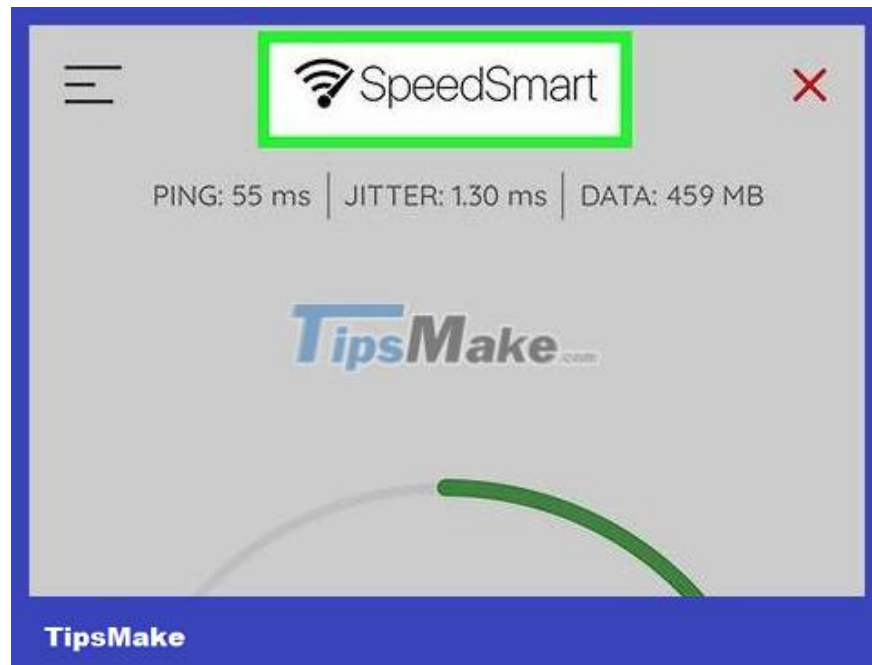 SpeedSmart
PING: 55 ms | JITTER: 1.30 ms | DATA: 459 MB
TipsMake.com
TipsMake